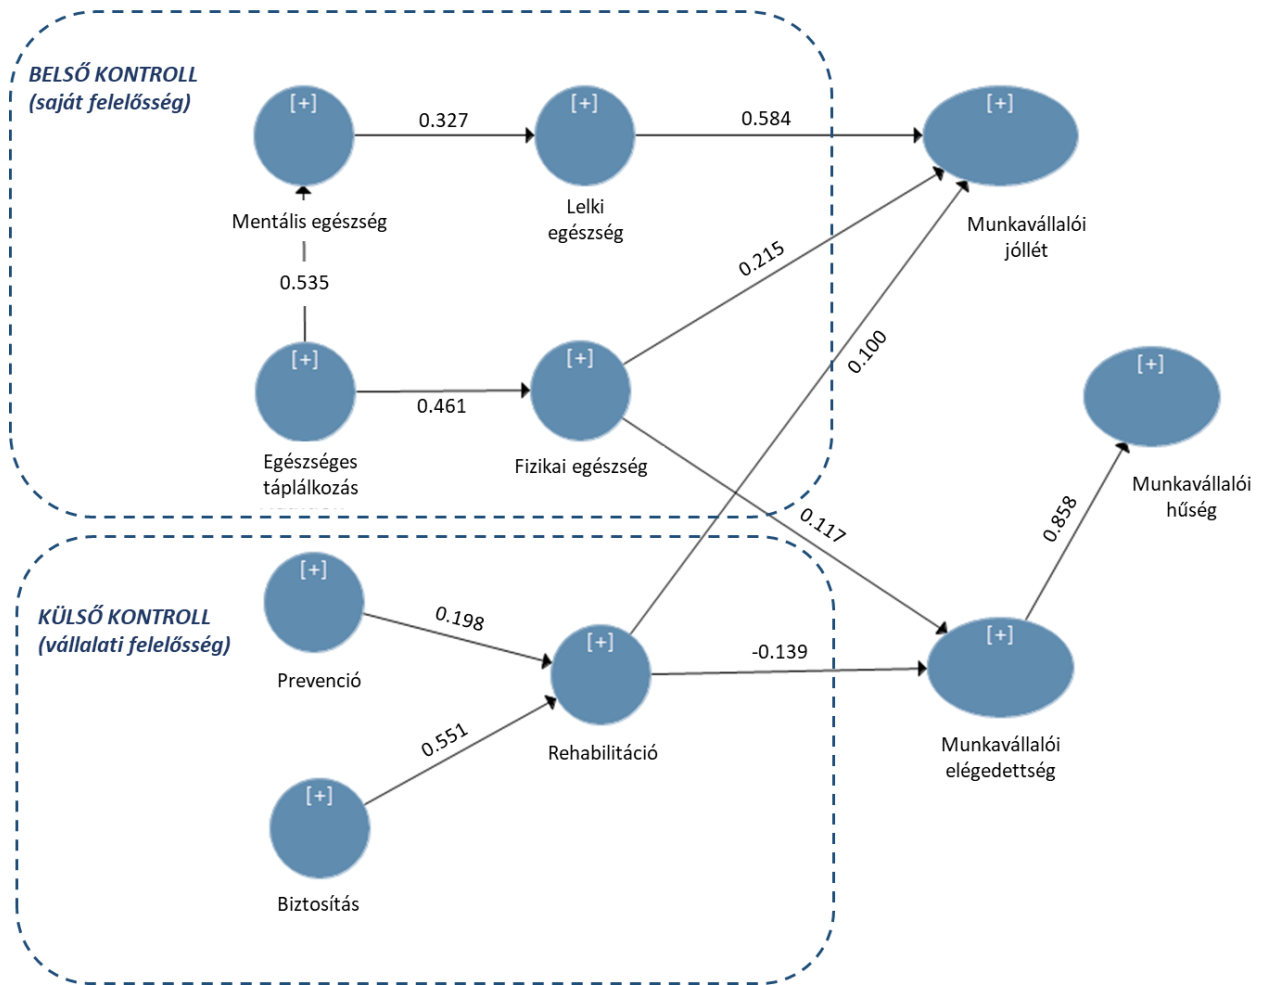 BELSŐ KONTROLL
(saját felelősség)
[+]
[+]
[+]
0.327
0.584
Mentális egészség
Lelki
egészség
Munkavállalói
jóllét
0.535
0.215
0.100
[+]
[+]
[+]
0.461
Egészséges
táplálkozás
Fizikai egészség
Munkavállalói
hűség
0.117
0.858
KÜLSŐ KONTROLL
(vállalati felelősség)
[+]
0.198
[+]
[+]
-0.139
Prevenció
0.551
Rehabilitáció
Munkavállalói
elégedettség
[+]
Biztosítás